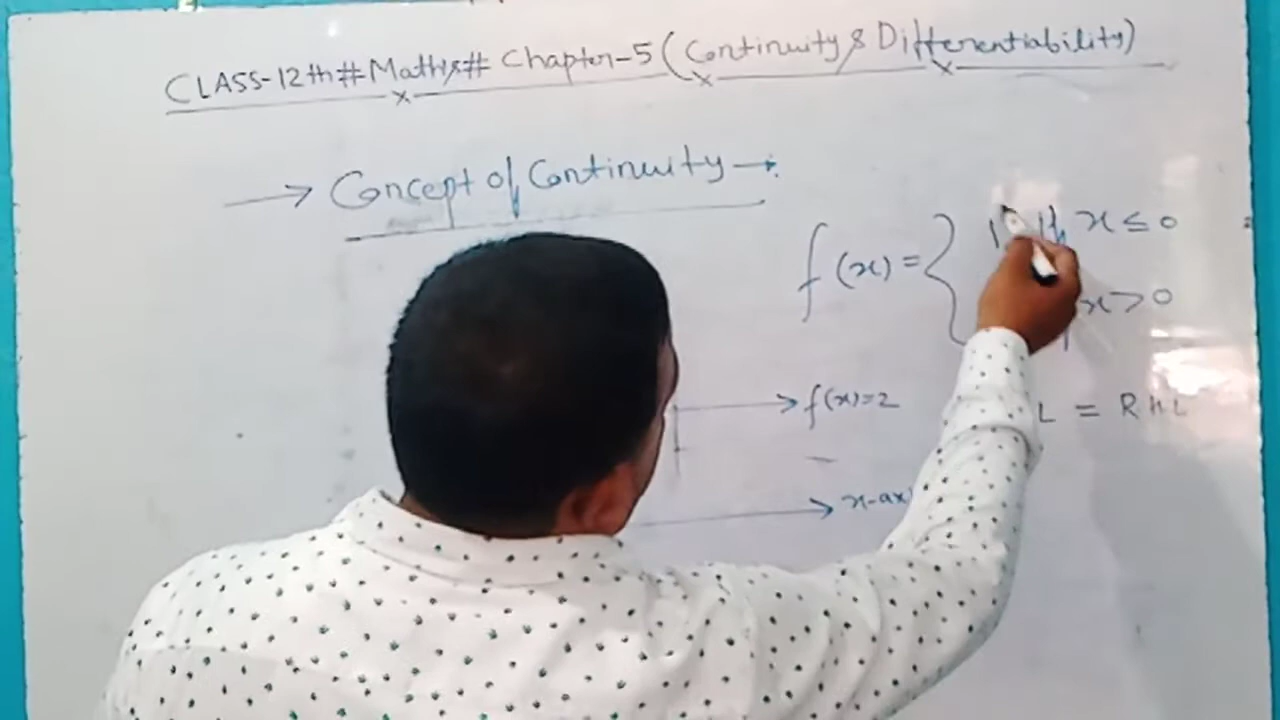 CLASS-12th#Maths# Chapter-5 (Continuity & Differentiability)
→ Concept of Continuity →
f(x) = { 1, if x ≤ 0
x > 0
→ f(x)=2
L = RHL
→ x-ax